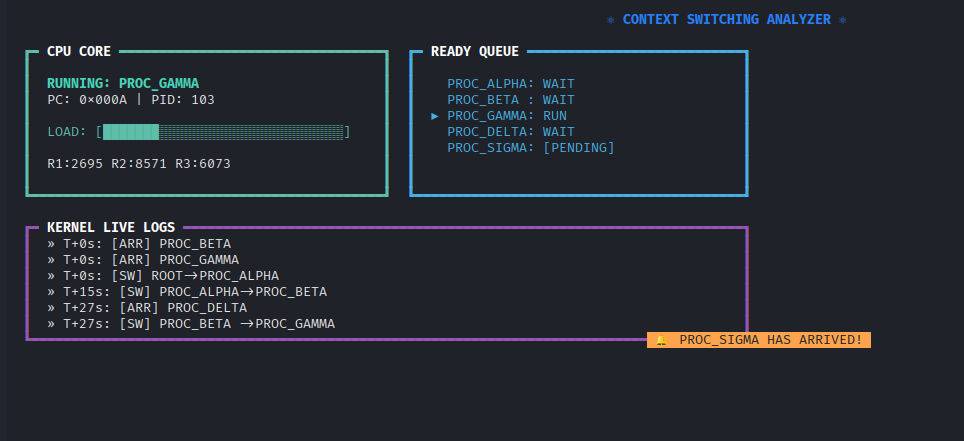 ⚛ CONTEXT SWITCHING ANALYZER ⚛
CPU CORE
RUNNING: PROC_GAMMA
PC: 0×000A | PID: 103
LOAD: [ ]
R1:2695 R2:8571 R3:6073
READY QUEUE
PROC_ALPHA: WAIT
PROC_BETA : WAIT
▶ PROC_GAMMA: RUN
PROC_DELTA: WAIT
PROC_SIGMA: [PENDING]
KERNEL LIVE LOGS
» T+0s: [ARR] PROC_BETA
» T+0s: [ARR] PROC_GAMMA
» T+0s: [SW] ROOT→PROC_ALPHA
» T+15s: [SW] PROC_ALPHA→PROC_BETA
» T+27s: [ARR] PROC_DELTA
» T+27s: [SW] PROC_BETA →PROC_GAMMA
🔔 PROC_SIGMA HAS ARRIVED!